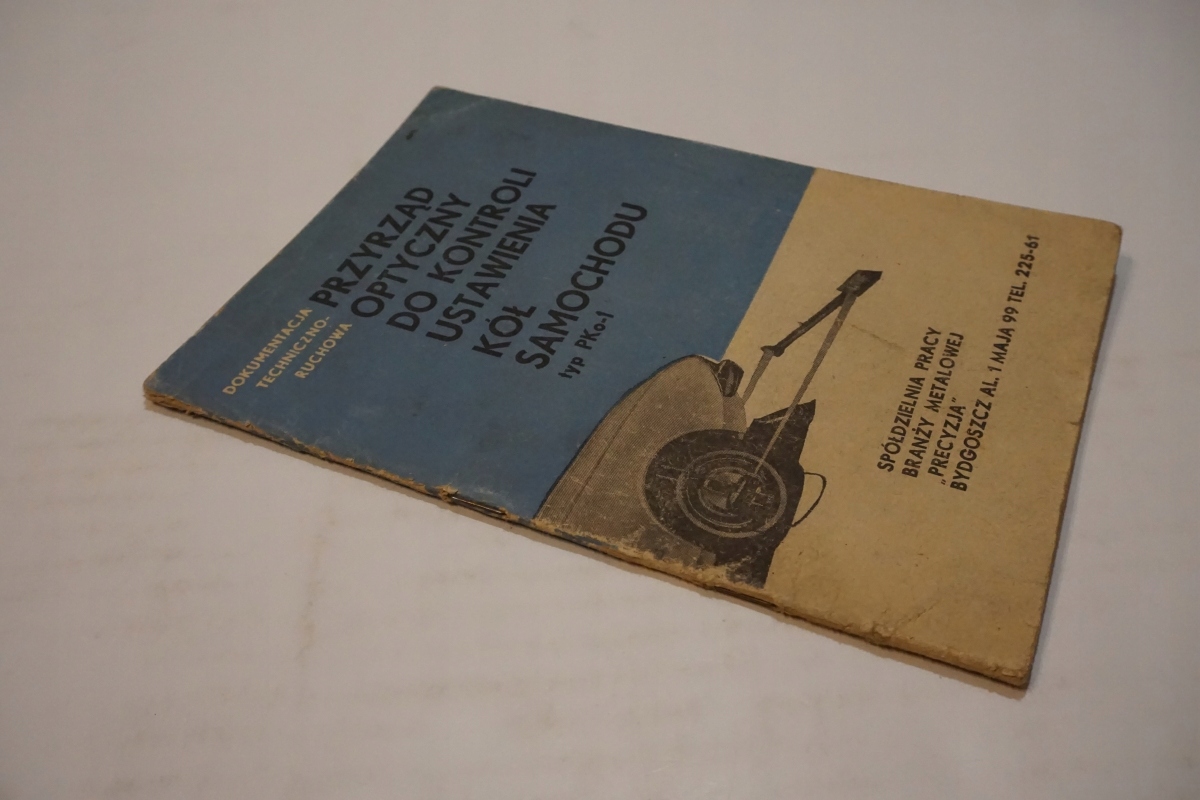 DOKUMENTACJA
TECHNICZNO-
RUCHOWA
PRZYRZĄD
OPTYCZNY
DO KONTROLI
USTAWIENIA
KÓŁ
SAMOCHODU
typ PKo-1
SPÓŁDZIELNIA PRACY
BRANŻY METALOWEJ
„PRECYZJA"
BYDGOSZCZ AL. 1 MAJA 99 TEL. 225-61